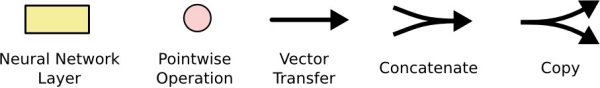 Neural Network
Layer
Pointwise
Operation
Vector
Transfer
Concatenate
Copy